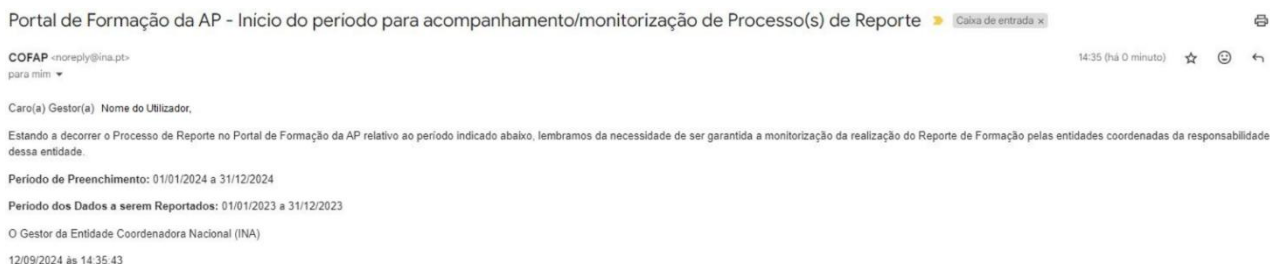 Portal de Formação da AP - Início do período para acompanhamento/monitorização de Processo(s) de Reporte Caixa de entrada x
COFAP <noreply@ina.pt> 14:35 (há 0 minuto)
para mim
Caro(a) Gestor(a) Nome do Utilizador,
Estando a decorrer o Processo de Reporte no Portal de Formação da AP relativo ao período indicado abaixo, lembramos da necessidade de ser garantida a monitorização da realização do Reporte de Formação pelas entidades coordenadas da responsabilidade
dessa entidade.
Período de Preenchimento: 01/01/2024 a 31/12/2024
Período dos Dados a serem Reportados: 01/01/2023 a 31/12/2023
O Gestor da Entidade Coordenadora Nacional (INA)
12/09/2024 às 14:35:43